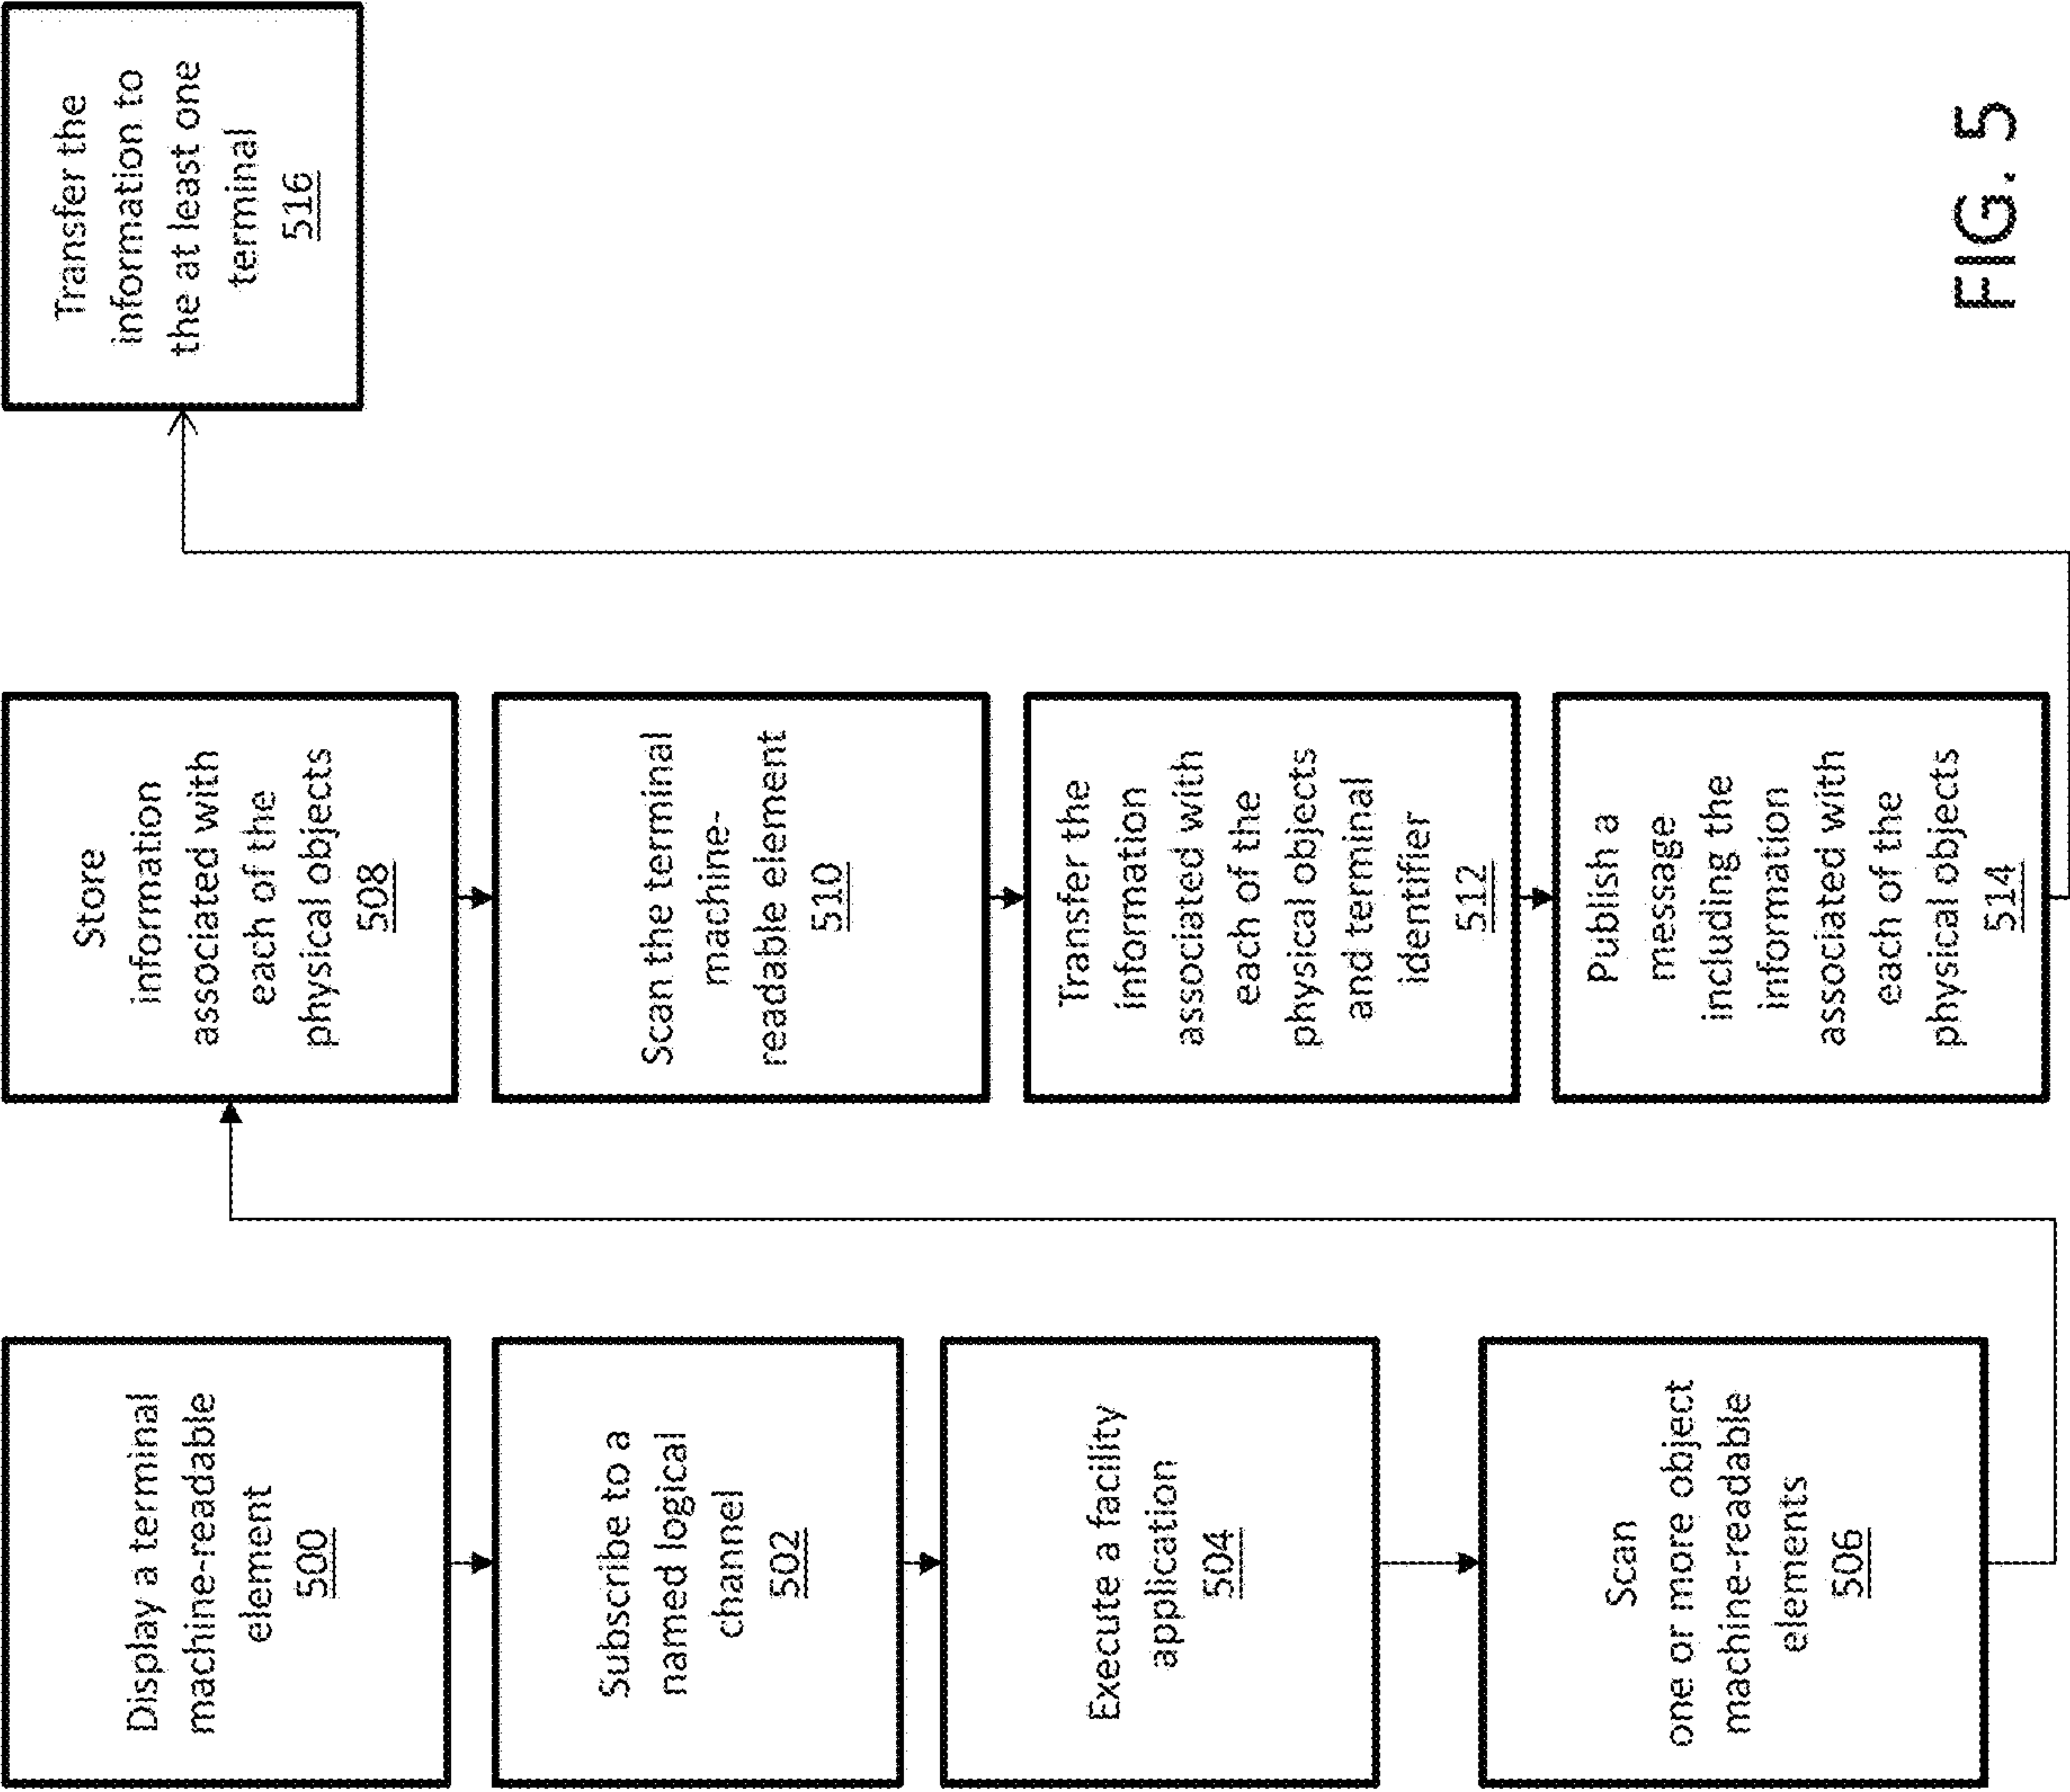 Display a terminal
machine-readable
element
500
Subscribe to a
named logical
channel
502
Execute a facility
application
504
Scan
one or more object
machine-readable
elements
506
Store
information
associated with
each of the
physical objects
508
Scan the terminal
machine-
readable element
510
Transfer the
information
associated with
each of the
physical objects
and terminal
identifier
512
Publish a
message
including the
information
associated with
each of the
physical objects
514
Transfer the
information to
the at least one
terminal
516
FIG. 5